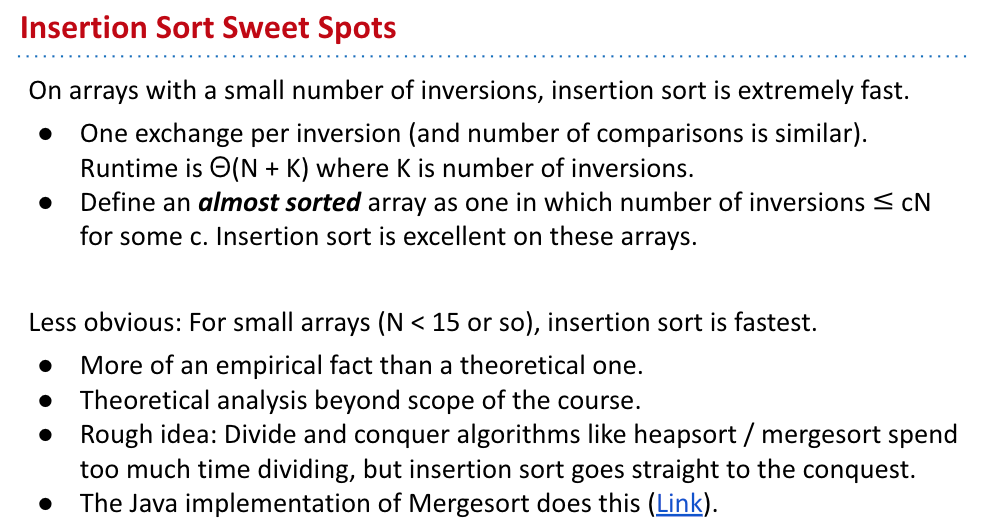 Insertion Sort Sweet Spots
On arrays with a small number of inversions, insertion sort is extremely fast.
● One exchange per inversion (and number of comparisons is similar).
Runtime is Θ(N + K) where K is number of inversions.
● Define an almost sorted array as one in which number of inversions ≤ cN
for some c. Insertion sort is excellent on these arrays.
Less obvious: For small arrays (N < 15 or so), insertion sort is fastest.
● More of an empirical fact than a theoretical one.
● Theoretical analysis beyond scope of the course.
● Rough idea: Divide and conquer algorithms like heapsort / mergesort spend
too much time dividing, but insertion sort goes straight to the conquest.
● The Java implementation of Mergesort does this (Link).